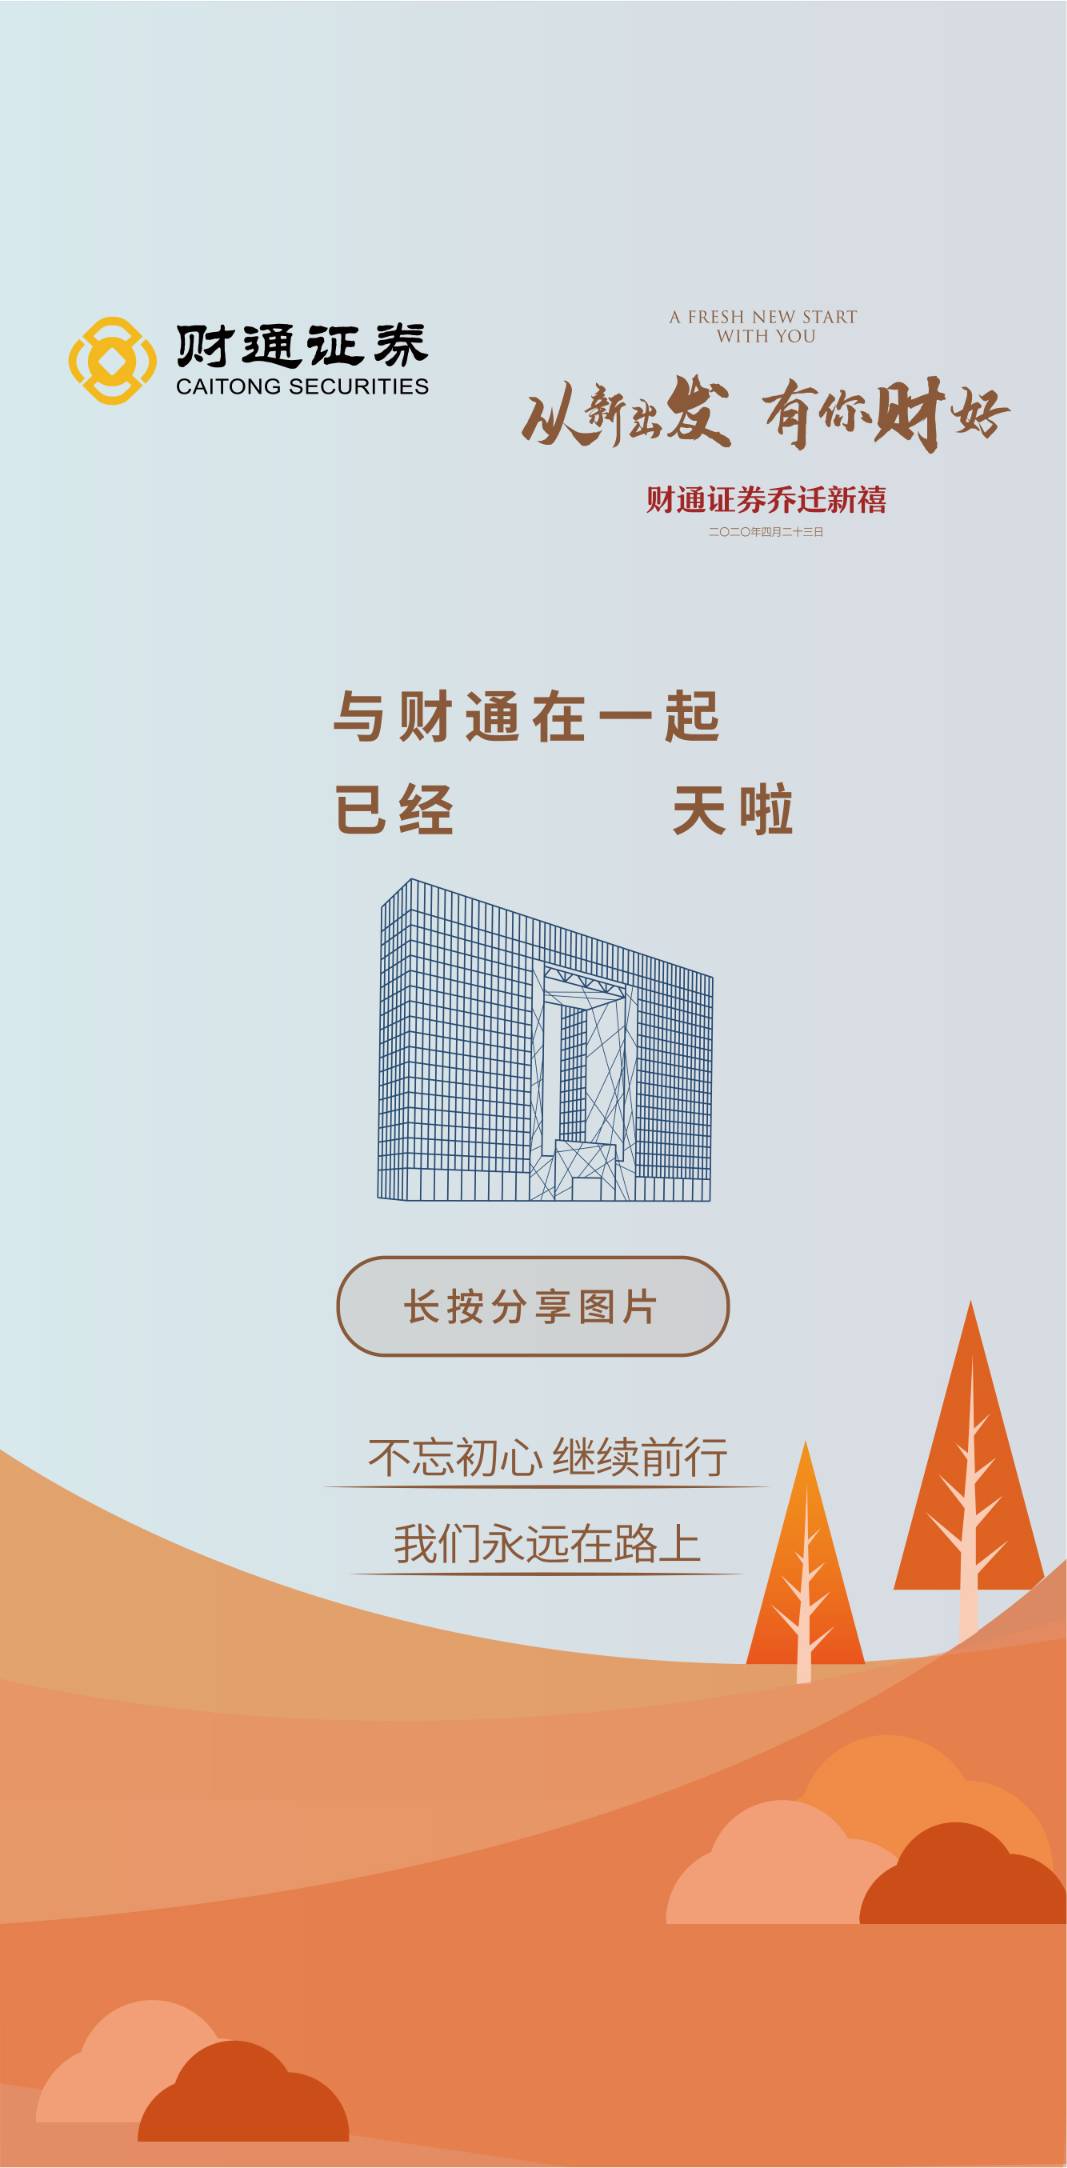 财通证券
CAITONG SECURITIES
A FRESH NEW START
WITH YOU
从新出发 有你财好
财通证券乔迁新禧
二〇二〇年四月二十三日
与财通在一起
已经 天啦
长按分享图片
不忘初心 继续前行
我们永远在路上